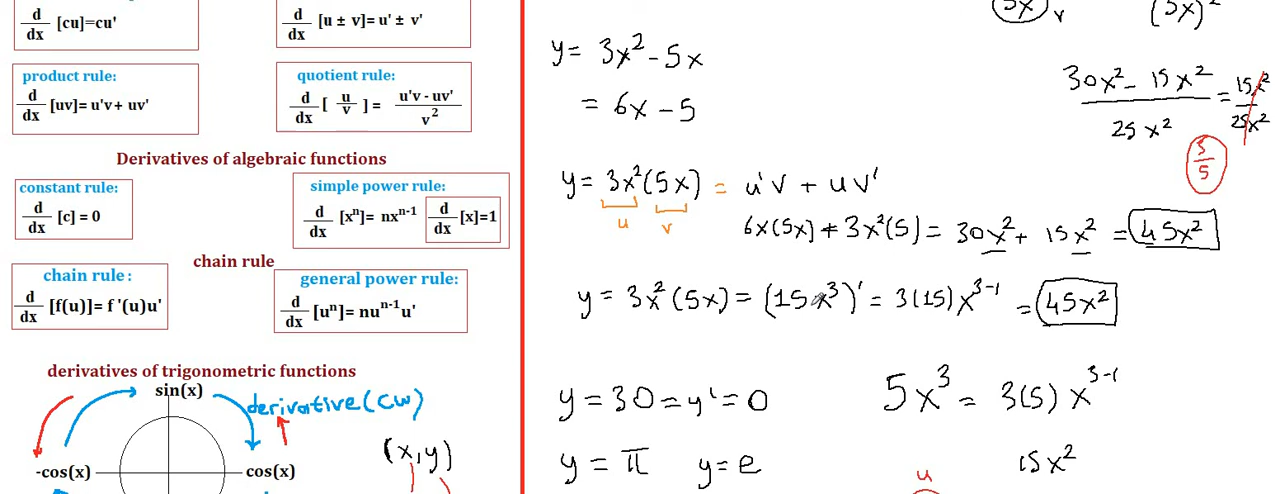 d/dx [cu]=cu'
d/dx [u ± v]= u' ± v'
product rule:
d/dx [uv]= u'v+ uv'
quotient rule:
d/dx [ u/v ] = u'v - uv' / v²
Derivatives of algebraic functions
constant rule:
d/dx [c] = 0
simple power rule:
d/dx [xⁿ]= nxⁿ⁻¹
d/dx [x]=1
chain rule
chain rule :
d/dx [f(u)]= f '(u)u'
general power rule:
d/dx [uⁿ]= nuⁿ⁻¹u'
derivatives of trigonometric functions
sin(x)
derivative (cw)
-cos(x)
cos(x)
(x,y)
5x v
(5x)²
y = 3x² - 5x
= 6x - 5
30x² - 15x² / 25x² = 15x² / 25x²
3/5
y = 3x²(5x) = u'v + uv'
u v
6x(5x) + 3x²(5) = 30x² + 15x² = 45x²
y = 3x²(5x) = (15x³)' = 3(15)x³⁻¹ = 45x²
y = 30 = y' = 0
5x³ = 3(5)x³⁻¹
y = π y = e
15x²
u